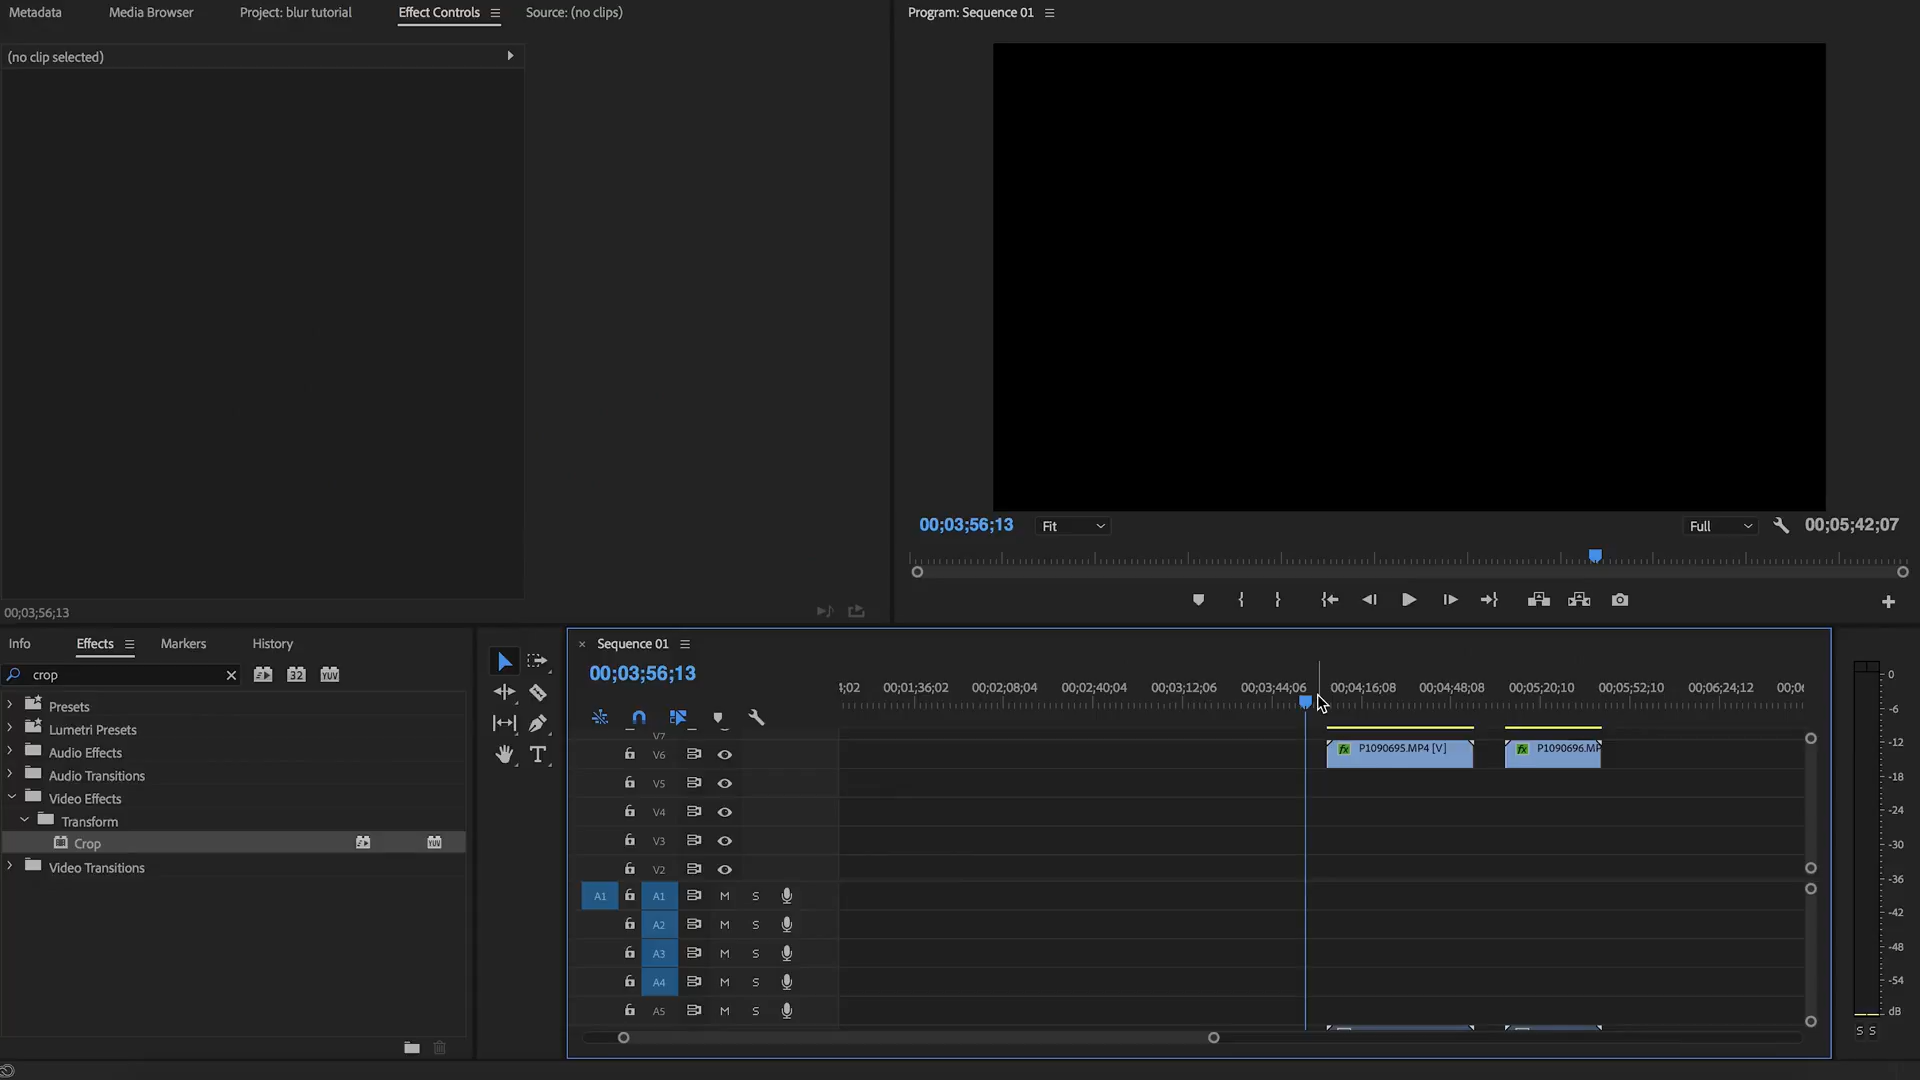 Metadata
Media Browser
Project: blur tutorial
Effect Controls
Source: (no clips)
Program: Sequence 01
(no clip selected)
00;03;56;13
Fit
Full
00;05;42;07
00;03;56;13
Info
Effects
Markers
History
crop
32
YUV
Presets
Lumetri Presets
Audio Effects
Audio Transitions
Video Effects
Transform
Crop
YUV
Video Transitions
Sequence 01
00;03;56;13
;02 00;01;36;02 00;02;08;04 00;02;40;04 00;03;12;06 00;03;44;06 00;04;16;08 00;04;48;08 00;05;20;10 00;05;52;10 00;06;24;12 00;0
V7
V6
fx P1090695.MP4 [V]
fx P1090696.MP
V5
V4
V3
V2
A1 A1 M S
A2 M S
A3 M S
A4 M S
A5 M S
0
-6
-12
-18
-24
-30
-36
-42
-48
-54
dB
S S